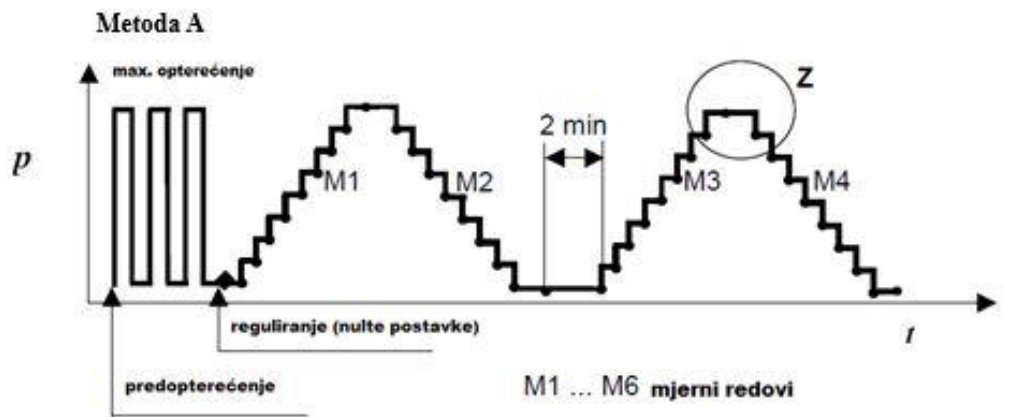 Metoda A
max. opterećenje
Z
2 min
p
M1
M2
M3
M4
reguliranje (nulte postavke)
t
predopterećenje
M1 ... M6 mjerni redovi